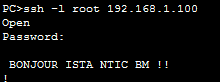 PC>ssh -l root 192.168.1.100
Open
Password:
BONJOUR ISTA NTIC BM !!
!